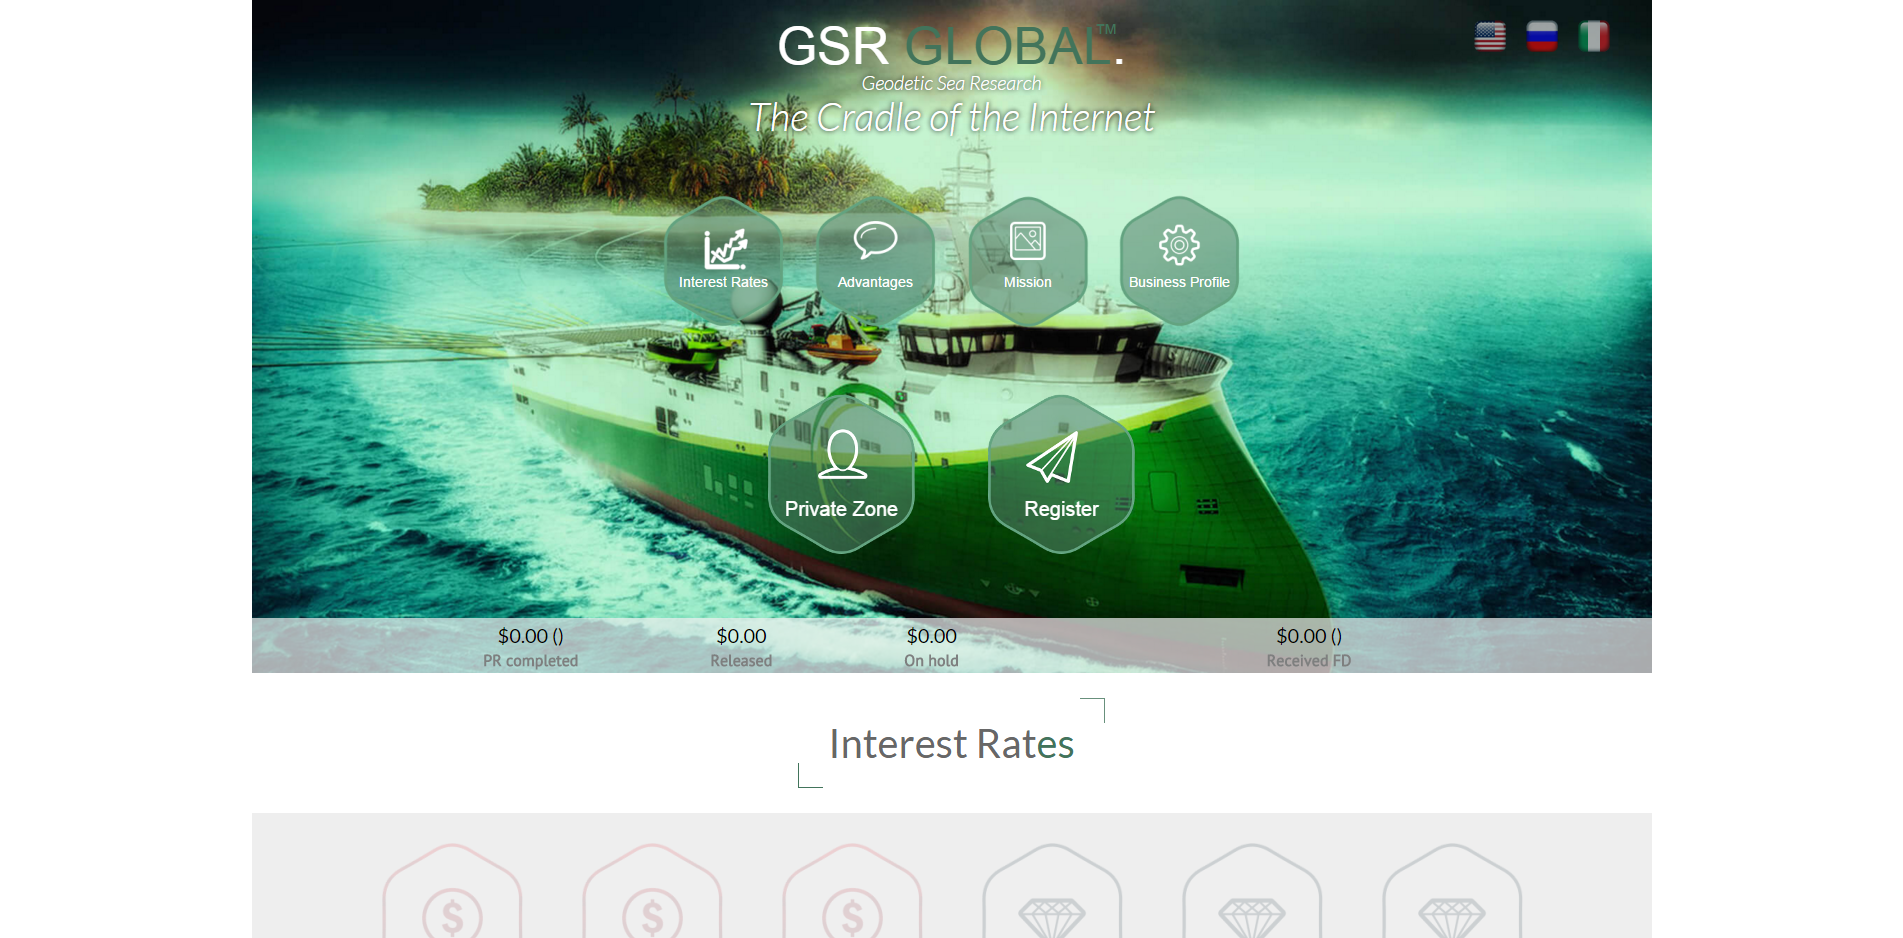 GSR GLOBAL™.
Geodetic Sea Research
The Cradle of the Internet
Interest Rates
Advantages
Mission
Business Profile
Private Zone
Register
$0.00 ()
PR completed
$0.00
Released
$0.00
On hold
$0.00 ()
Received FD
Interest Rates
$
$
$